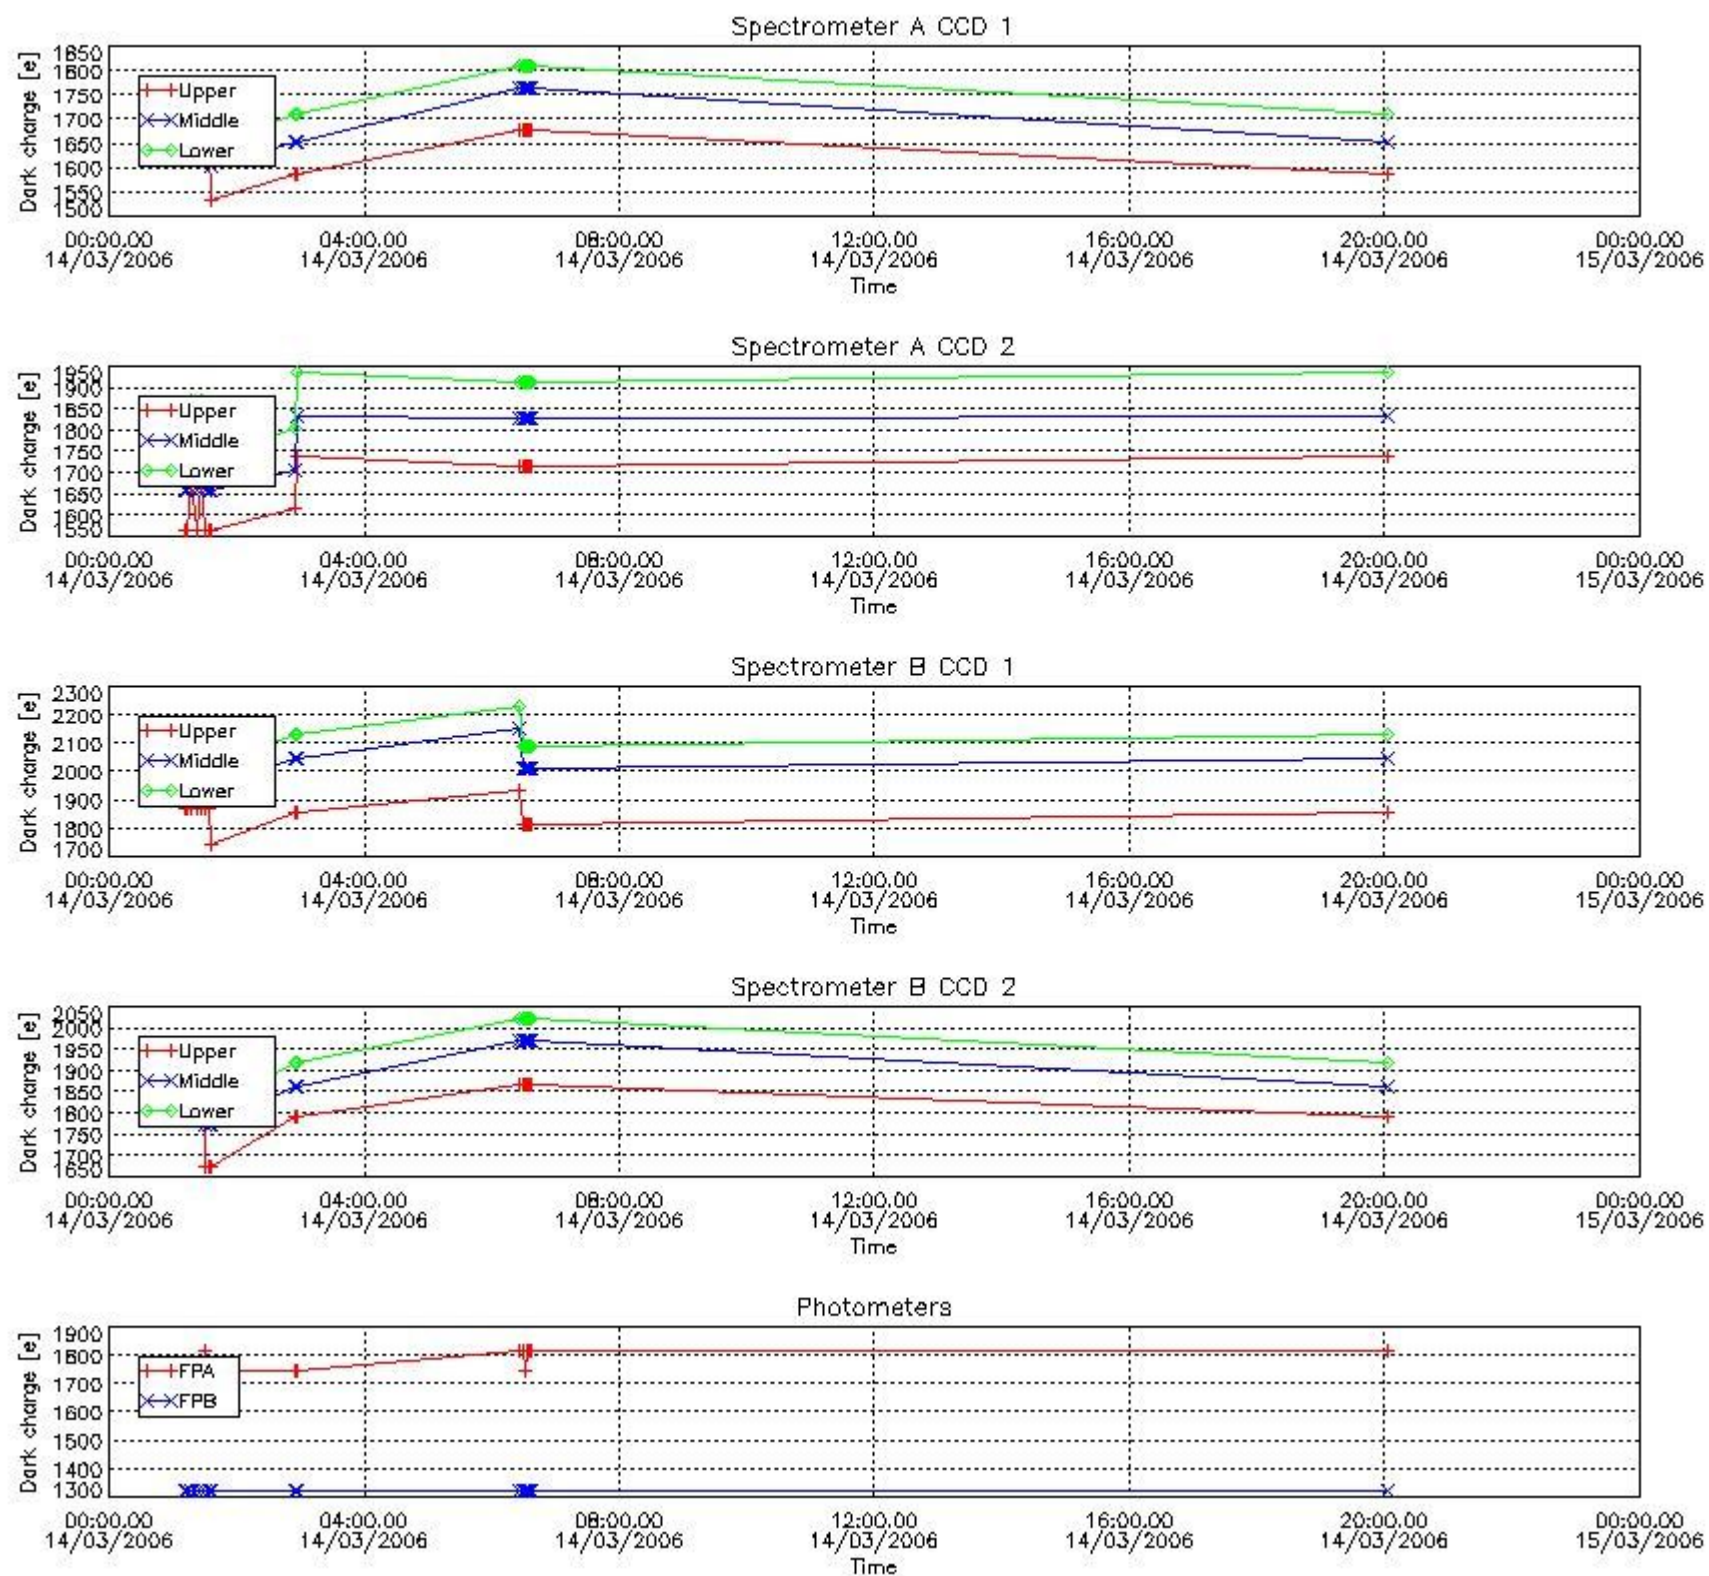 Spectrometer A CCD 1
Dark charge [e]
1850
1800
1750
1700
1650
1600
1550
1500
Upper
Middle
Lower
00:00.00 04:00.00 08:00.00 12:00.00 16:00.00 20:00.00 00:00.00
14/03/2006 14/03/2006 14/03/2006 14/03/2006 14/03/2006 14/03/2006 15/03/2006
Time
Spectrometer A CCD 2
Dark charge [e]
1950
1900
1850
1800
1750
1700
1650
1600
1550
Upper
Middle
Lower
00:00.00 04:00.00 08:00.00 12:00.00 16:00.00 20:00.00 00:00.00
14/03/2006 14/03/2006 14/03/2006 14/03/2006 14/03/2006 14/03/2006 15/03/2006
Time
Spectrometer B CCD 1
Dark charge [e]
2300
2200
2100
2000
1900
1800
1700
Upper
Middle
Lower
00:00.00 04:00.00 08:00.00 12:00.00 16:00.00 20:00.00 00:00.00
14/03/2006 14/03/2006 14/03/2006 14/03/2006 14/03/2006 14/03/2006 15/03/2006
Time
Spectrometer B CCD 2
Dark charge [e]
2050
2000
1950
1900
1850
1800
1750
1700
1650
Upper
Middle
Lower
00:00.00 04:00.00 08:00.00 12:00.00 16:00.00 20:00.00 00:00.00
14/03/2006 14/03/2006 14/03/2006 14/03/2006 14/03/2006 14/03/2006 15/03/2006
Time
Photometers
Dark charge [e]
1900
1800
1700
1600
1500
1400
1300
FPA
FPB
00:00.00 04:00.00 08:00.00 12:00.00 16:00.00 20:00.00 00:00.00
14/03/2006 14/03/2006 14/03/2006 14/03/2006 14/03/2006 14/03/2006 15/03/2006
Time